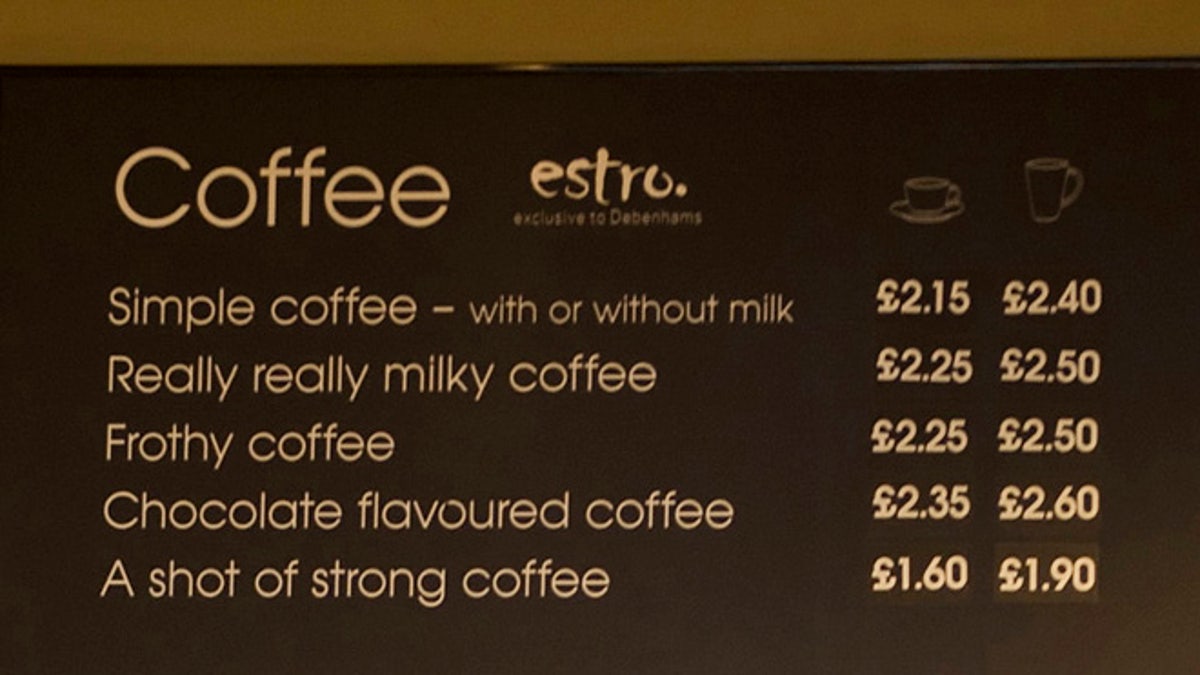 Coffee estro.
exclusive to Debenhams
Simple coffee – with or without milk £2.15 £2.40
Really really milky coffee £2.25 £2.50
Frothy coffee £2.25 £2.50
Chocolate flavoured coffee £2.35 £2.60
A shot of strong coffee £1.60 £1.90